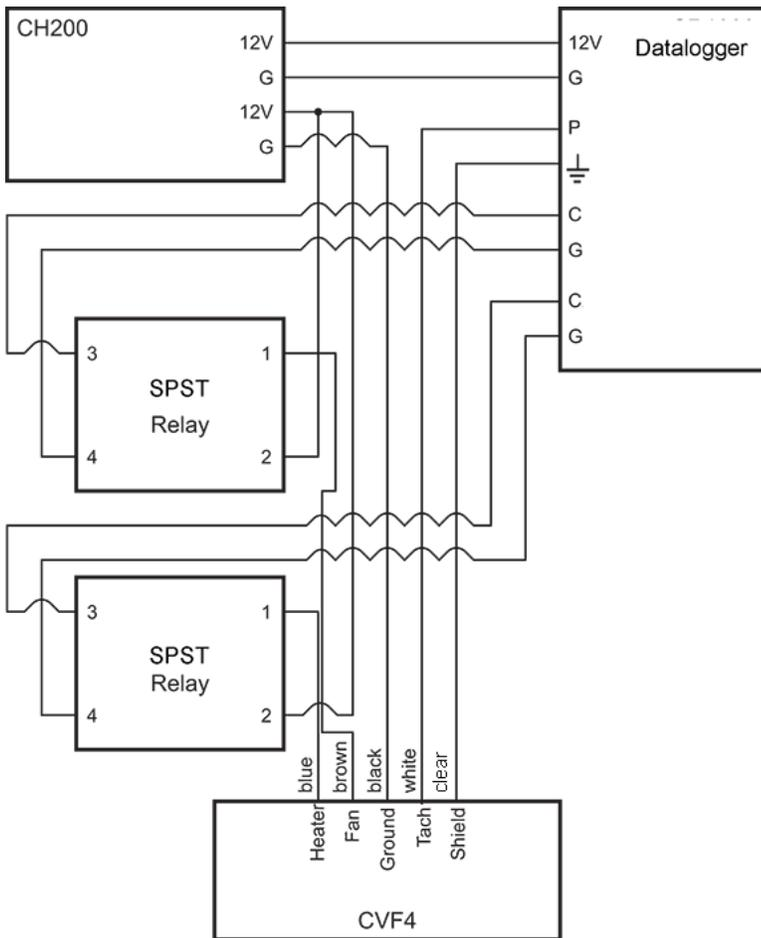 CH200
12V
G
12V
G
12V
Datalogger
G
P
C
G
C
G
3
1
SPST
Relay
4
2
3
1
SPST
Relay
4
2
blue
brown
black
white
clear
Heater
Fan
Ground
Tach
Shield
CVF4